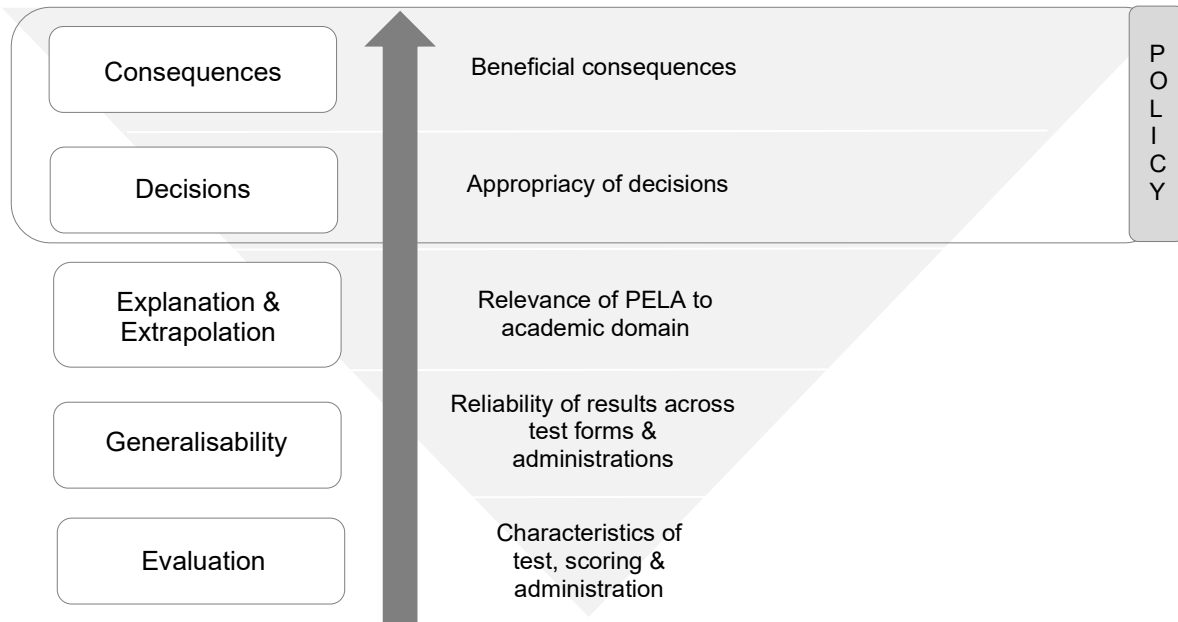 Consequences
Beneficial consequences
Decisions
Appropriacy of decisions
POLICY
Explanation &
Extrapolation
Relevance of PELA to
academic domain
Generalisability
Reliability of results across
test forms &
administrations
Evaluation
Characteristics of
test, scoring &
administration